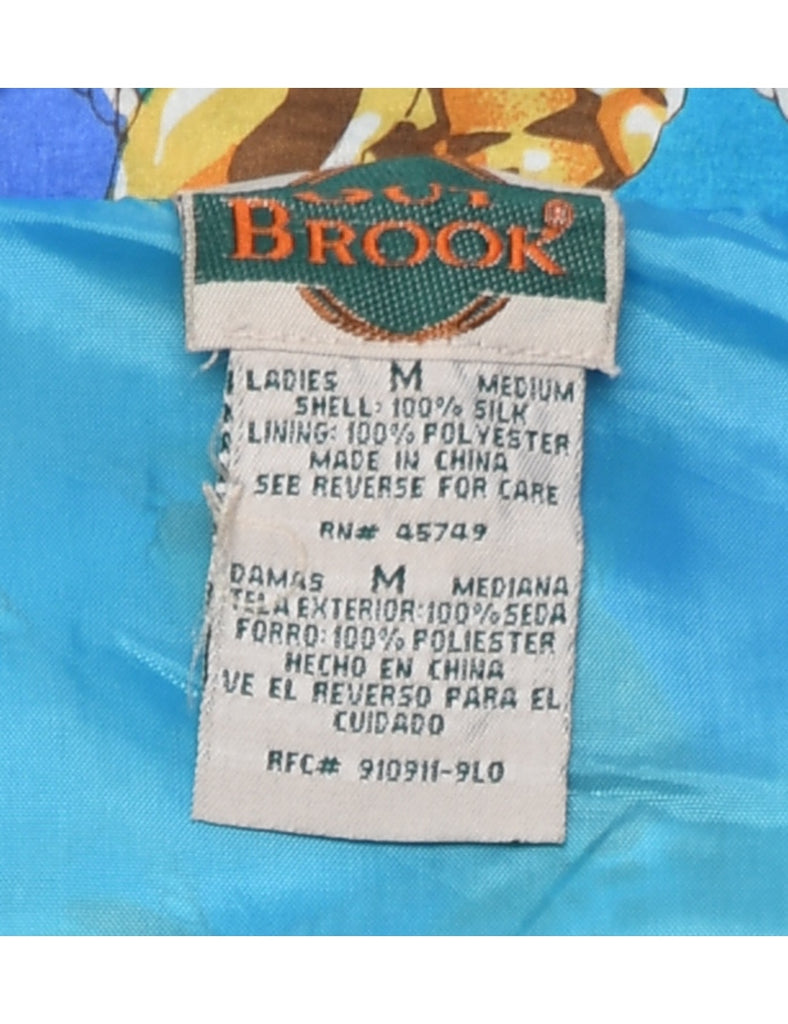 OUT
BROOK®
LADIES M MEDIUM
SHELL: 100% SILK
LINING: 100% POLYESTER
MADE IN CHINA
SEE REVERSE FOR CARE
RN# 45749
DAMAS M MEDIANA
TELA EXTERIOR: 100% SEDA
FORRO: 100% POLIESTER
HECHO EN CHINA
VE EL REVERSO PARA EL
CUIDADO
RFC# 910911-9L0